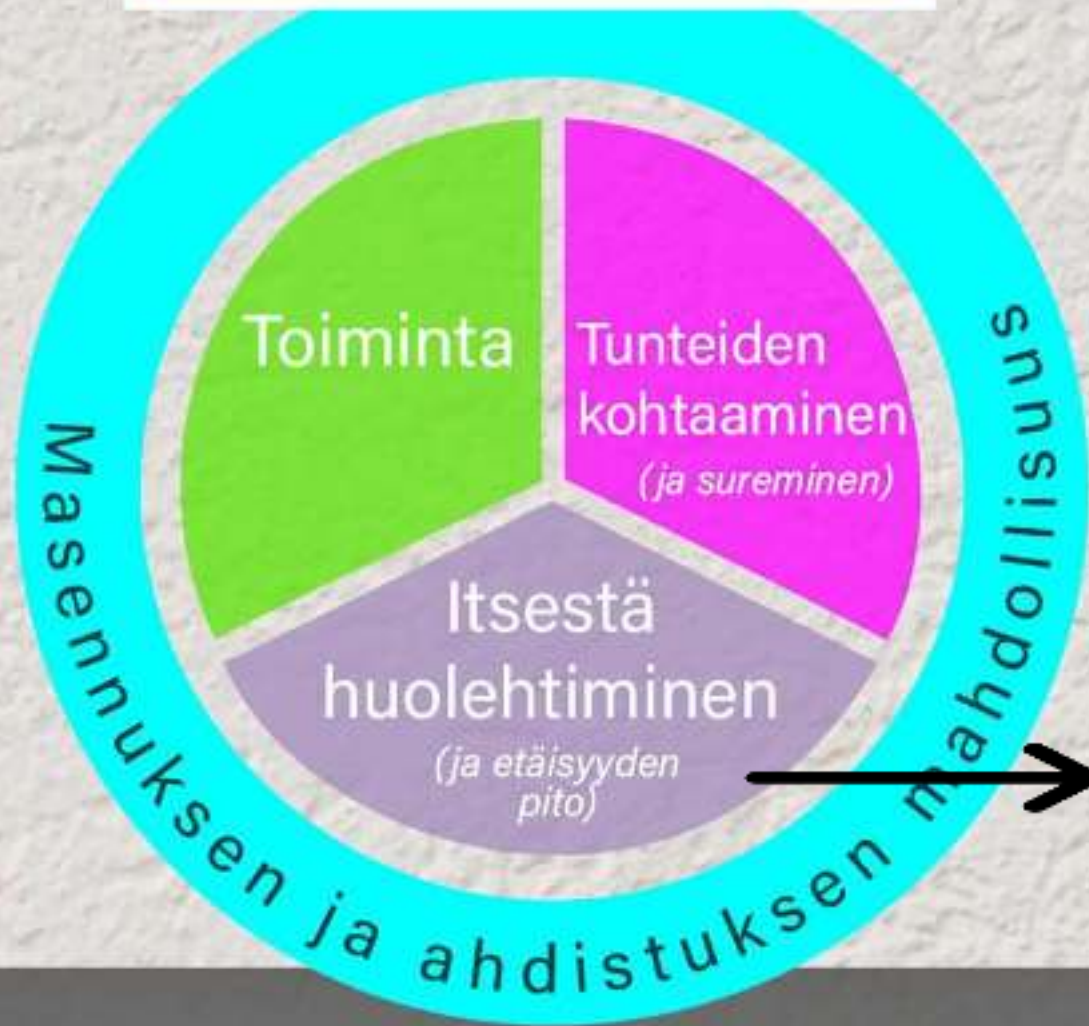 Toiminta
Tunteiden
kohtaaminen
(ja sureminen)
Itsestä
huolehtiminen
(ja etäisyyden
pito)
Masennuksen ja ahdistuksen mahdollisuus